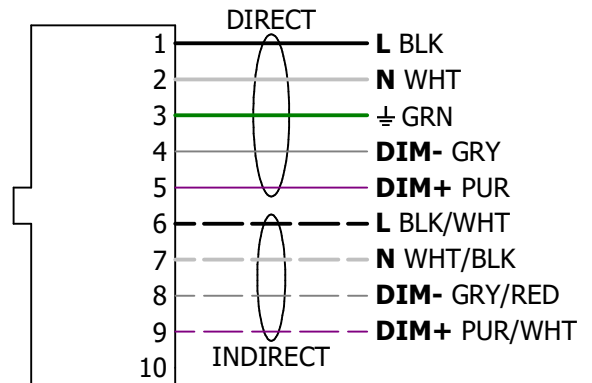 DIRECT
1 L BLK
2 N WHT
3 ⏚ GRN
4 DIM- GRY
5 DIM+ PUR
6 L BLK/WHT
7 N WHT/BLK
8 DIM- GRY/RED
9 DIM+ PUR/WHT
INDIRECT
10